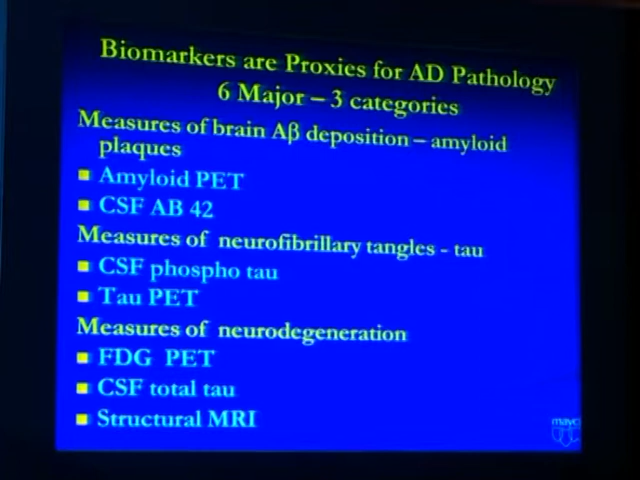 Biomarkers are Proxies for AD Pathology
6 Major – 3 categories
Measures of brain Aβ deposition – amyloid
plaques
Amyloid PET
CSF AB 42
Measures of neurofibrillary tangles - tau
CSF phospho tau
Tau PET
Measures of neurodegeneration
FDG PET
CSF total tau
Structural MRI